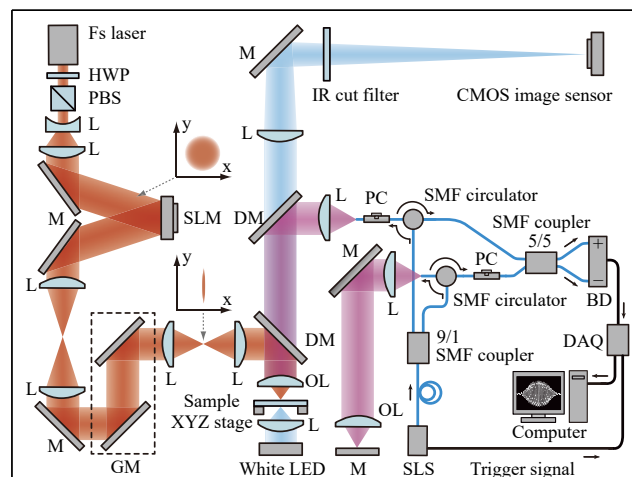 Fs laser
HWP
PBS
L
L
y
x
M
SLM
L
y
x
L
M
GM
L
L
M
IR cut filter
CMOS image sensor
L
DM
L
PC
SMF circulator
SMF coupler
5/5
M
L
PC
SMF circulator
+
−
BD
DM
OL
Sample
XYZ stage
L
White LED
OL
M
9/1
SMF coupler
SLS
DAQ
Computer
Trigger signal